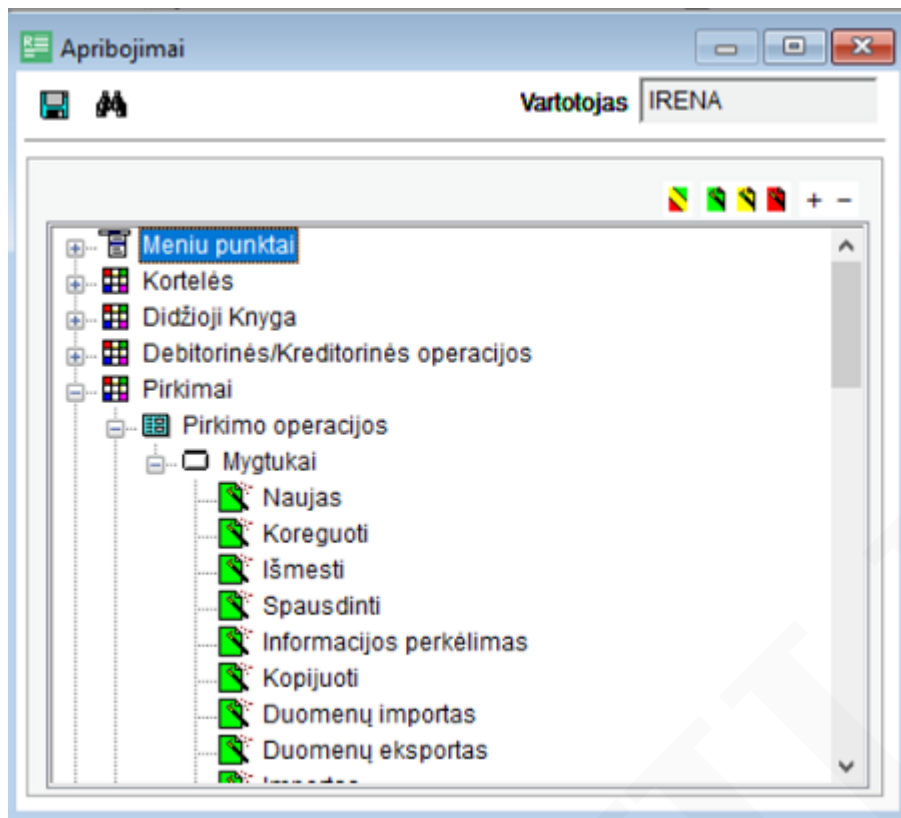 Apribojimai
Vartotojas IRENA
+ −
Meniu punktai
Kortelės
Didžioji Knyga
Debitorinės/Kreditorinės operacijos
Pirkimai
Pirkimo operacijos
Mygtukai
Naujas
Koreguoti
Išmesti
Spausdinti
Informacijos perkėlimas
Kopijuoti
Duomenų importas
Duomenų eksportas